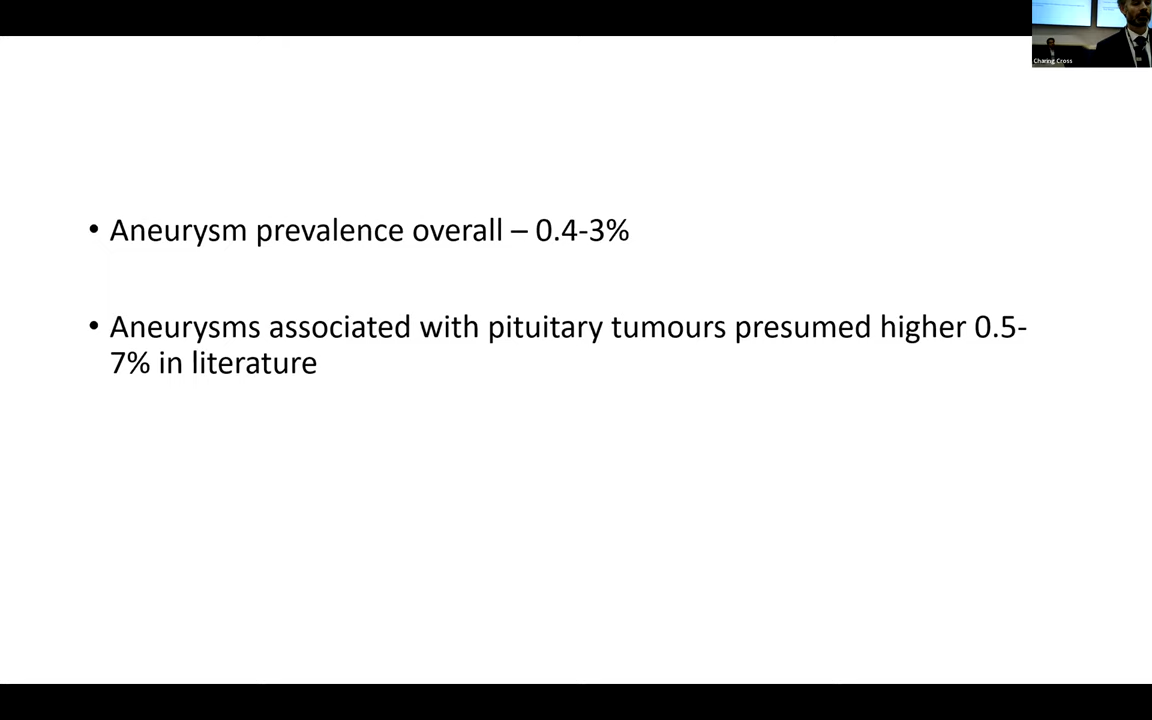 Charing Cross
• Aneurysm prevalence overall – 0.4-3%
• Aneurysms associated with pituitary tumours presumed higher 0.5-
7% in literature